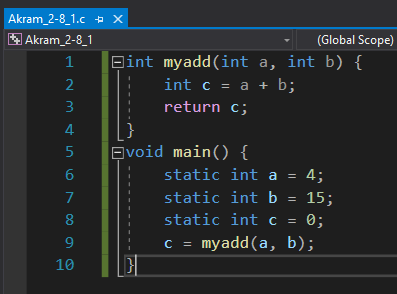 Akram_2-8_1.c
Akram_2-8_1 (Global Scope)
1 int myadd(int a, int b) {
2 int c = a + b;
3 return c;
4 }
5 void main() {
6 static int a = 4;
7 static int b = 15;
8 static int c = 0;
9 c = myadd(a, b);
10 }